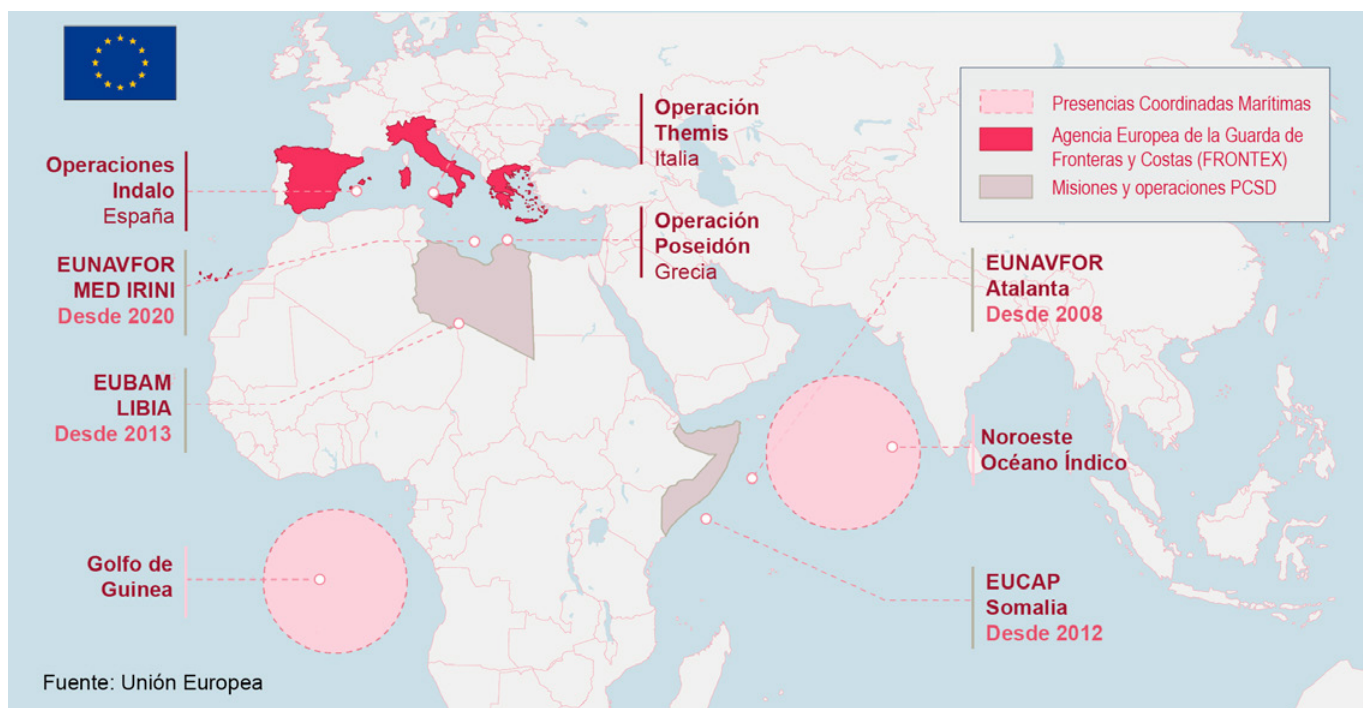 Presencias Coordinadas Marítimas
Agencia Europea de la Guarda de
Fronteras y Costas (FRONTEX)
Misiones y operaciones PCSD
Operación
Themis
Italia
Operaciones
Indalo
España
Operación
Poseidón
Grecia
EUNAVFOR
MED IRINI
Desde 2020
EUNAVFOR
Atalanta
Desde 2008
EUBAM
LIBIA
Desde 2013
Noroeste
Océano Índico
Golfo de
Guinea
EUCAP
Somalia
Desde 2012
Fuente: Unión Europea